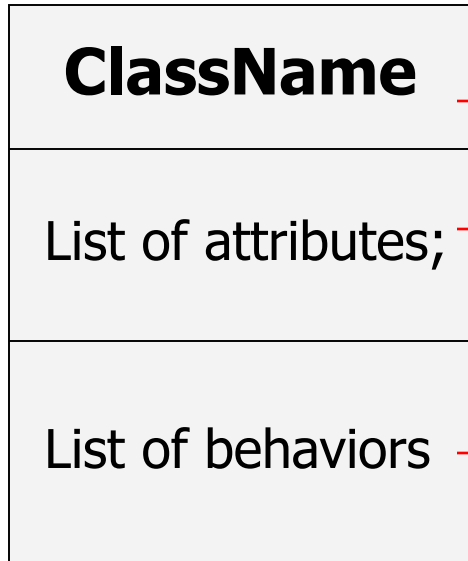 ClassName
List of attributes;
List of behaviors